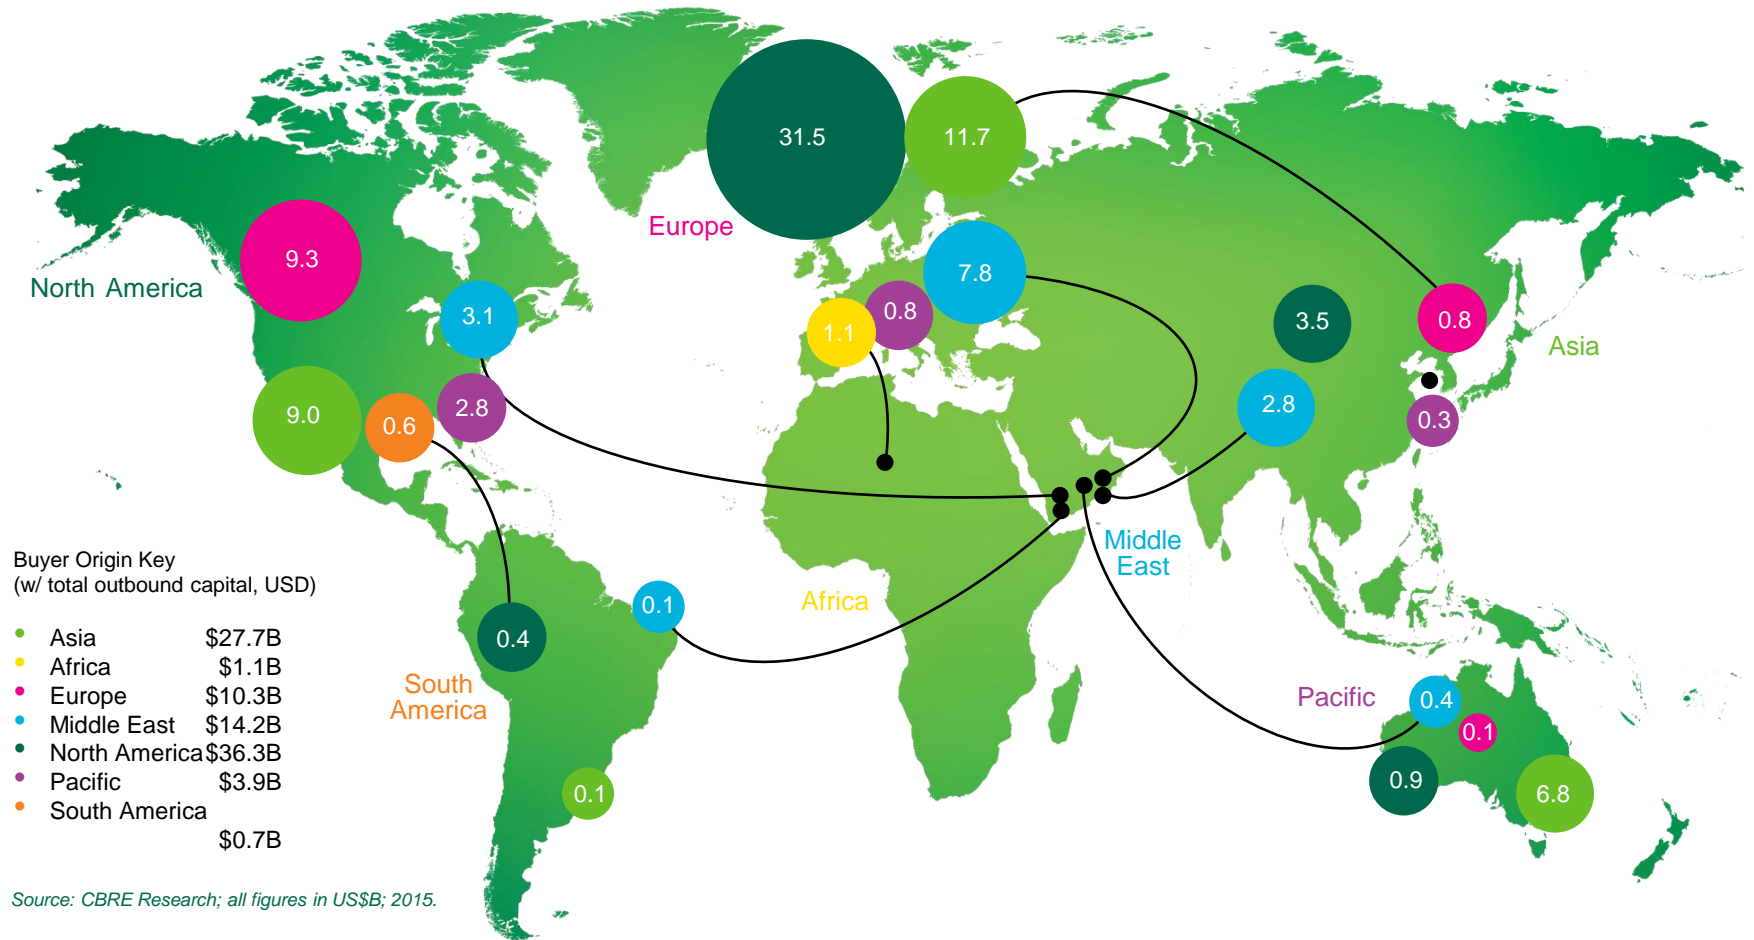 31.5
11.7
Europe
9.3
7.8
North America
3.1
0.8
1.1
3.5
0.8
Asia
9.0
0.6
2.8
2.8
0.3
Middle
East
Buyer Origin Key
(w/ total outbound capital, USD)
Africa
0.1
Asia $27.7B
Africa $1.1B
Europe $10.3B
Middle East $14.2B
North America $36.3B
Pacific $3.9B
South America
$0.7B
0.4
South
America
0.1
Pacific
0.4
0.1
0.9
6.8
Source: CBRE Research; all figures in US$B; 2015.